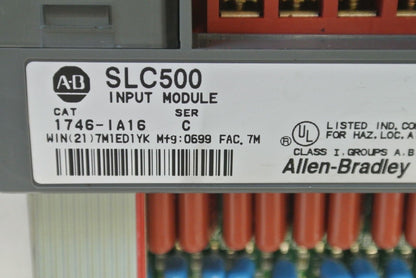 A-B SLC500
INPUT MODULE
CAT SER
1746-IA16 C
WIN(21)7M1ED1YK Mfg:0699 FAC.7M
UL ® LISTED IND. CO
FOR HAZ. LOC. A
CLASS I, GROUPS A, B
Allen-Bradley